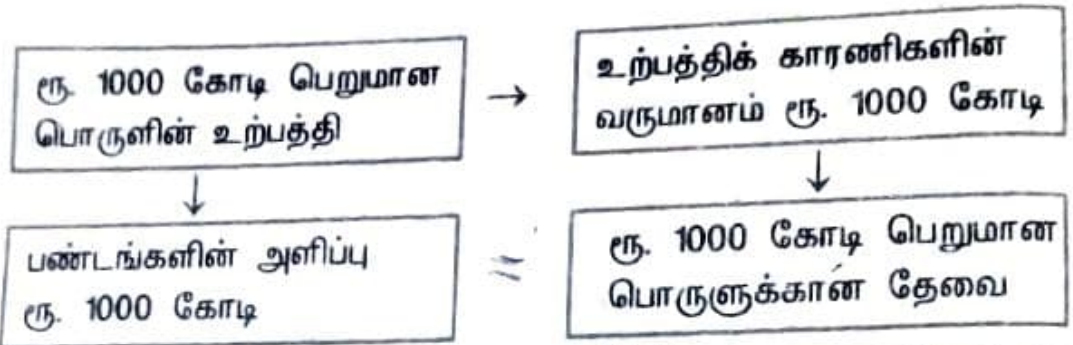 ரூ. 1000 கோடி பெறுமான
பொருளின் உற்பத்தி
→
உற்பத்திக் காரணிகளின்
வருமானம் ரூ. 1000 கோடி
↓
↓
பண்டங்களின் அளிப்பு
ரூ. 1000 கோடி
=
ரூ. 1000 கோடி பெறுமான
பொருளுக்கான தேவை